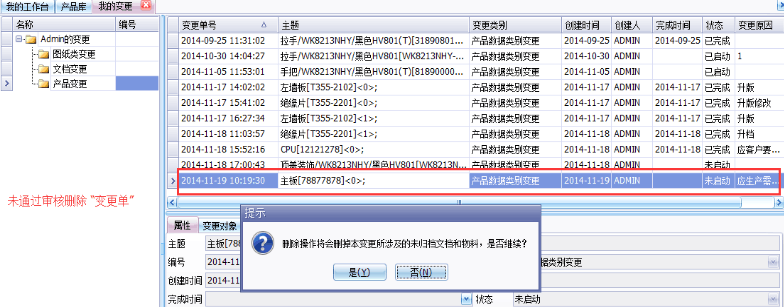 我的工作台 产品库 我的变更
名称 编号
Admin的变更
图纸类变更
文档变更
产品变更
未通过审核删除 "变更单"
变更单号 主题 变更类别 创建时间 创建人 完成时间 状态 变更原因
2014-09-25 11:31:02 拉手/WK8213NHY/黑色HV801(T)[31890801... 产品数据类别变更 2014-09-25 ADMIN 2014-09-25 已完成
2014-10-30 14:04:27 拉手/WK8213NHY/黑色HV801[WK8213NHY-... 产品数据类别变更 2014-10-30 ADMIN 已启动 1
2014-11-05 11:53:01 手把/WK8213NHY/黑色HV801(T)[81890000... 产品数据类别变更 2014-11-05 ADMIN 已启动
2014-11-17 14:02:02 左墙板[T355-2102]<0>; 产品数据类别变更 2014-11-17 ADMIN 2014-11-17 已完成 升版
2014-11-17 15:41:02 绝缘片[T355-2201]<0>; 产品数据类别变更 2014-11-17 ADMIN 2014-11-17 已完成 升版修改
2014-11-17 16:27:34 左墙板[T355-2102]<1>; 产品数据类别变更 2014-11-17 ADMIN 2014-11-17 已完成 升版
2014-11-18 11:03:57 绝缘片[T355-2201]<1>; 产品数据类别变更 2014-11-18 ADMIN 2014-11-18 已完成 升档
2014-11-18 15:52:16 CPU[12121278]<0>; 产品数据类别变更 2014-11-18 ADMIN 2014-11-18 已完成 应客户要...
2014-11-18 17:00:43 顶盖装饰/WK8213NHY/黑色HV801[WK8213N... 产品数据类别变更 2014-11-18 ADMIN 未启动
2014-11-19 10:19:30 主板[78877878]<0>; 产品数据类别变更 2014-11-19 ADMIN 未启动 应生产需...
属性 变更对象
提示
删除操作将会删掉本变更所涉及的未归档文档和物料，是否继续?
是(Y) 否(N)
主题 主板[788
编号 2014-11 据类别变更
创建时间 2014-11
完成时间 状态 未启动